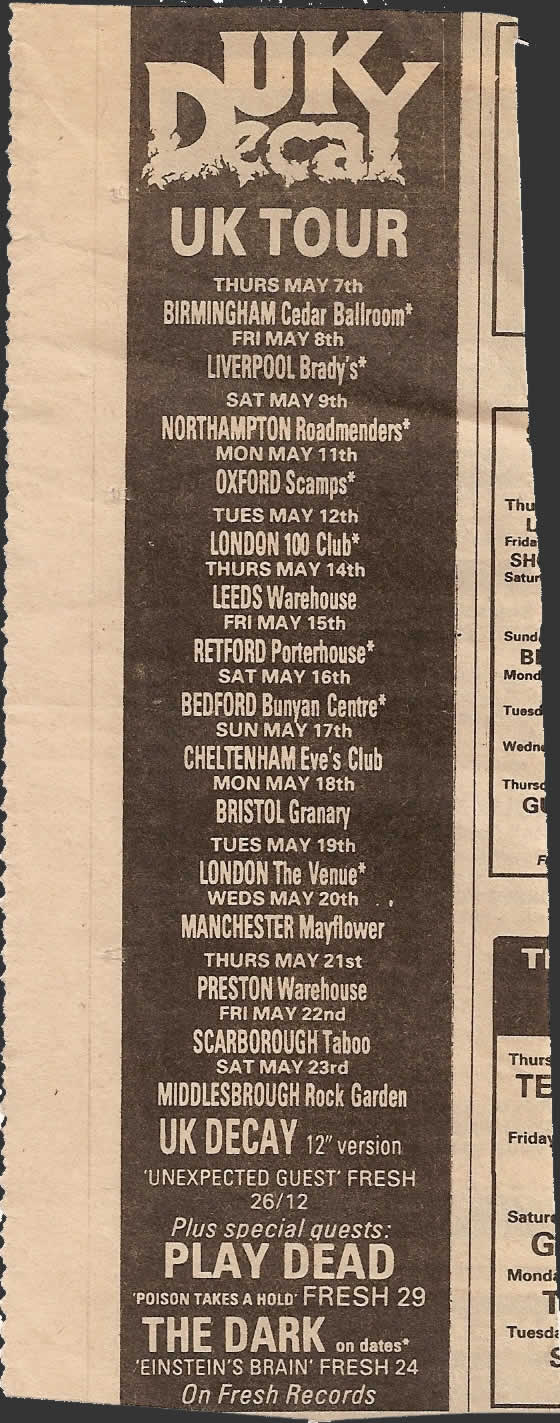 UK
Decay
UK TOUR
THURS MAY 7th
BIRMINGHAM Cedar Ballroom*
FRI MAY 8th
LIVERPOOL Brady's*
SAT MAY 9th
NORTHAMPTON Roadmenders*
MON MAY 11th
OXFORD Scamps*
TUES MAY 12th
LONDON 100 Club*
THURS MAY 14th
LEEDS Warehouse
FRI MAY 15th
RETFORD Porterhouse*
SAT MAY 16th
BEDFORD Bunyan Centre*
SUN MAY 17th
CHELTENHAM Eve's Club
MON MAY 18th
BRISTOL Granary
TUES MAY 19th
LONDON The Venue*
WEDS MAY 20th
MANCHESTER Mayflower
THURS MAY 21st
PRESTON Warehouse
FRI MAY 22nd
SCARBOROUGH Taboo
SAT MAY 23rd
MIDDLESBROUGH Rock Garden
UK DECAY 12" version
'UNEXPECTED GUEST' FRESH
26/12
Plus special guests:
PLAY DEAD
'POISON TAKES A HOLD' FRESH 29
THE DARK on dates*
'EINSTEIN'S BRAIN' FRESH 24
On Fresh Records